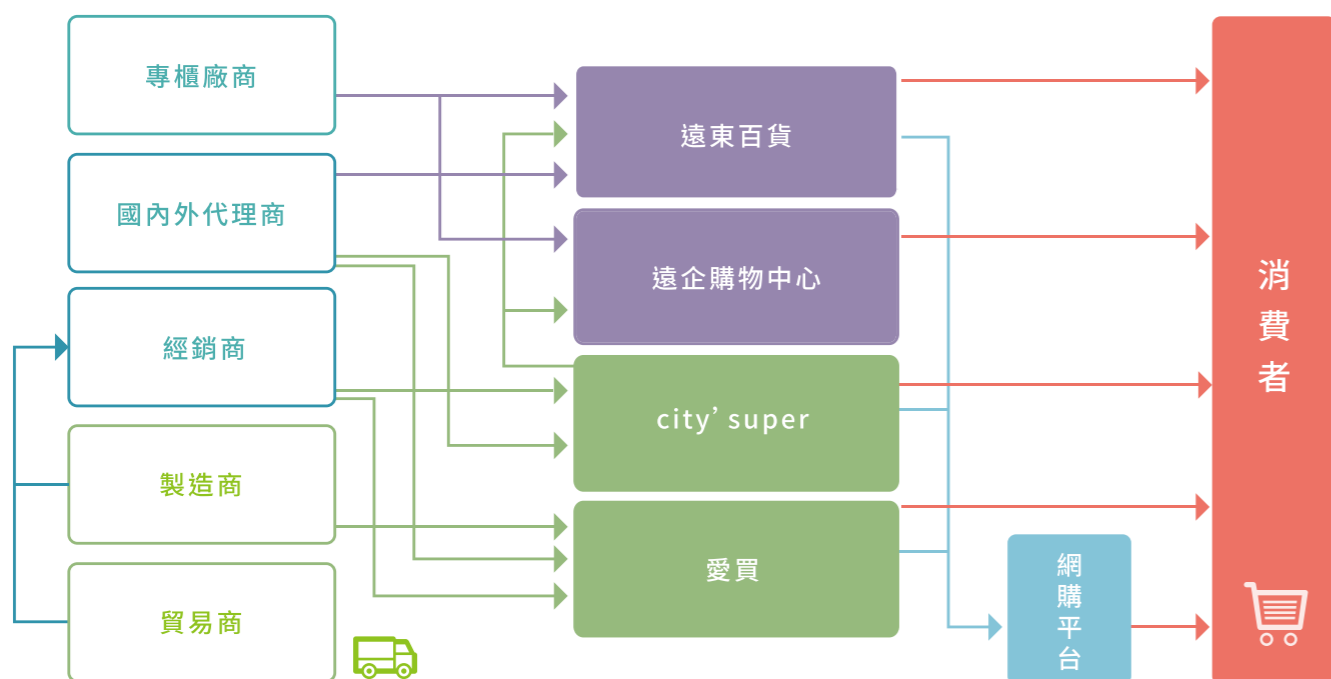 專櫃廠商
國內外代理商
經銷商
製造商
貿易商
遠東百貨
遠企購物中心
city' super
愛買
網購平台
消費者